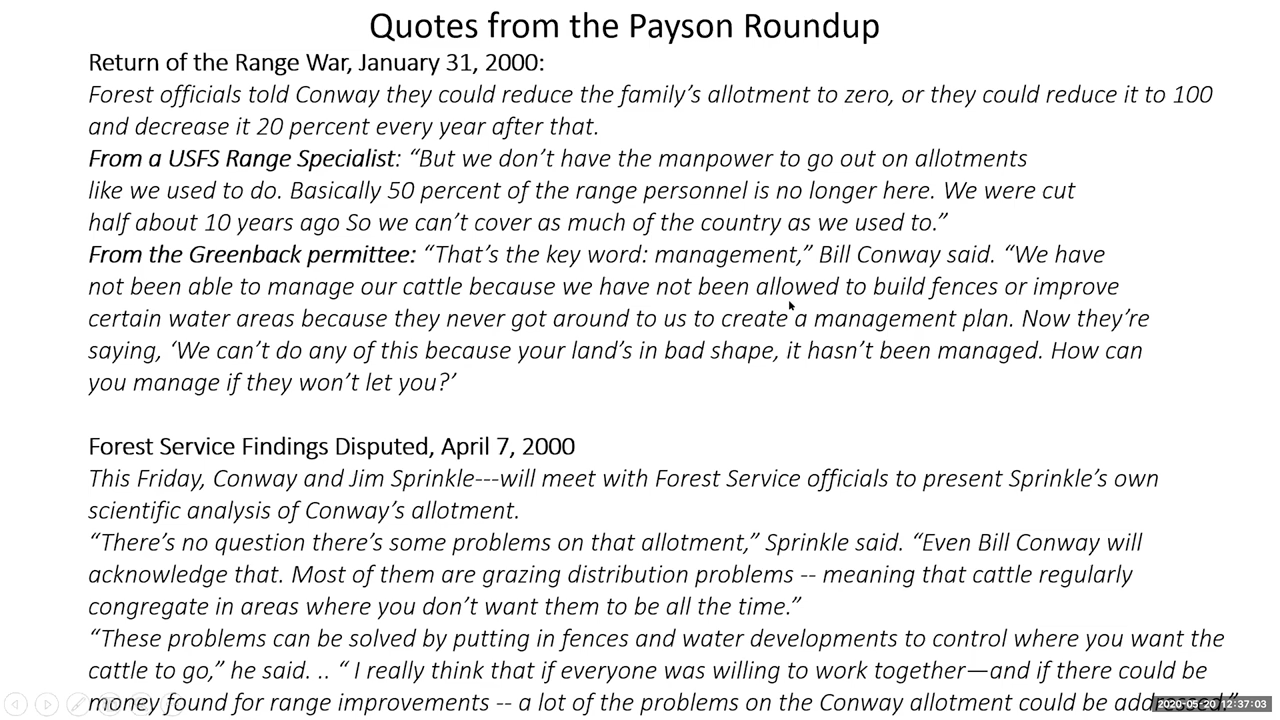 Quotes from the Payson Roundup
Return of the Range War, January 31, 2000:
Forest officials told Conway they could reduce the family’s allotment to zero, or they could reduce it to 100
and decrease it 20 percent every year after that.
From a USFS Range Specialist: “But we don’t have the manpower to go out on allotments
like we used to do. Basically 50 percent of the range personnel is no longer here. We were cut
half about 10 years ago So we can’t cover as much of the country as we used to.”
From the Greenback permittee: “That’s the key word: management,” Bill Conway said. “We have
not been able to manage our cattle because we have not been allowed to build fences or improve
certain water areas because they never got around to us to create a management plan. Now they’re
saying, ‘We can’t do any of this because your land’s in bad shape, it hasn’t been managed. How can
you manage if they won’t let you?’
Forest Service Findings Disputed, April 7, 2000
This Friday, Conway and Jim Sprinkle---will meet with Forest Service officials to present Sprinkle’s own
scientific analysis of Conway’s allotment.
“There’s no question there’s some problems on that allotment,” Sprinkle said. “Even Bill Conway will
acknowledge that. Most of them are grazing distribution problems -- meaning that cattle regularly
congregate in areas where you don’t want them to be all the time.”
“These problems can be solved by putting in fences and water developments to control where you want the
cattle to go,” he said. .. “ I really think that if everyone was willing to work together—and if there could be
money found for range improvements -- a lot of the problems on the Conway allotment could be
2020-05-20 12:37:03